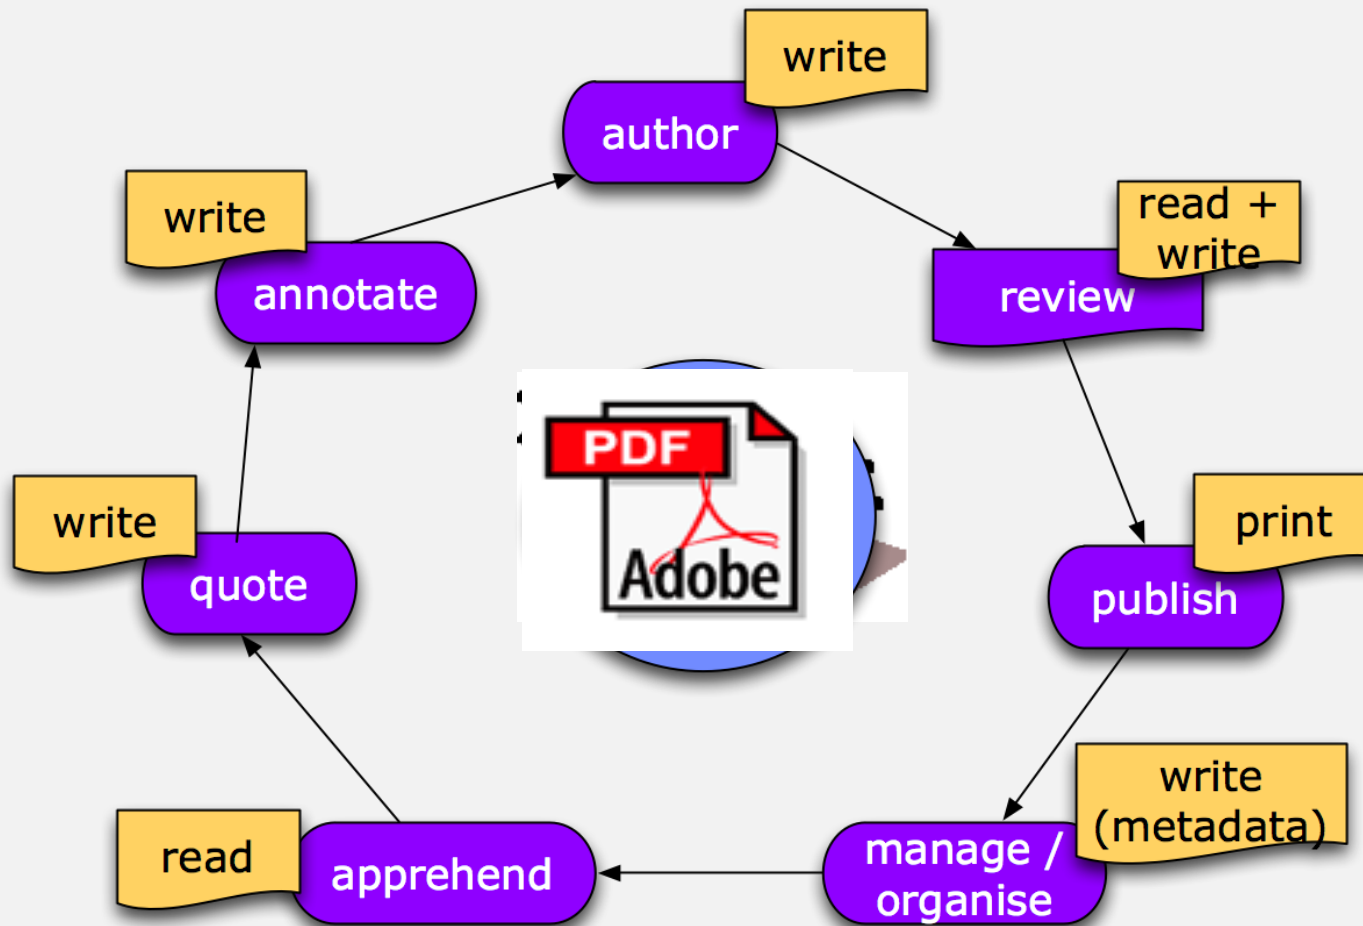 write
author
write
annotate
read +
write
review
PDF
Adobe
write
quote
print
publish
write
(metadata)
manage /
organise
read
apprehend